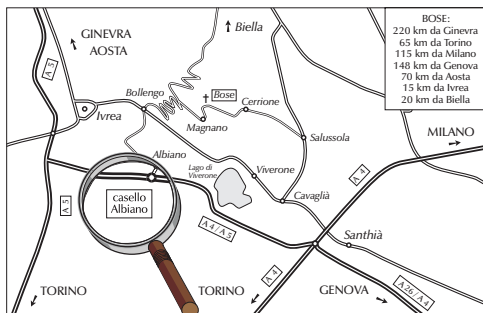 GINEVRA
AOSTA
Biella
BOSE:
220 km da Ginevra
65 km da Torino
115 km da Milano
148 km da Genova
70 km da Aosta
15 km da Ivrea
20 km da Biella
A 5
Bollengo
Bose
Ivrea
Cerrione
Magnano
Salussola
MILANO
Albiano
Lago di
Viverone
Viverone
A 4
casello
Albiano
A 5
Cavaglià
A 4 / A 5
Santhià
A 4
A 26 / A 4
TORINO
TORINO
GENOVA